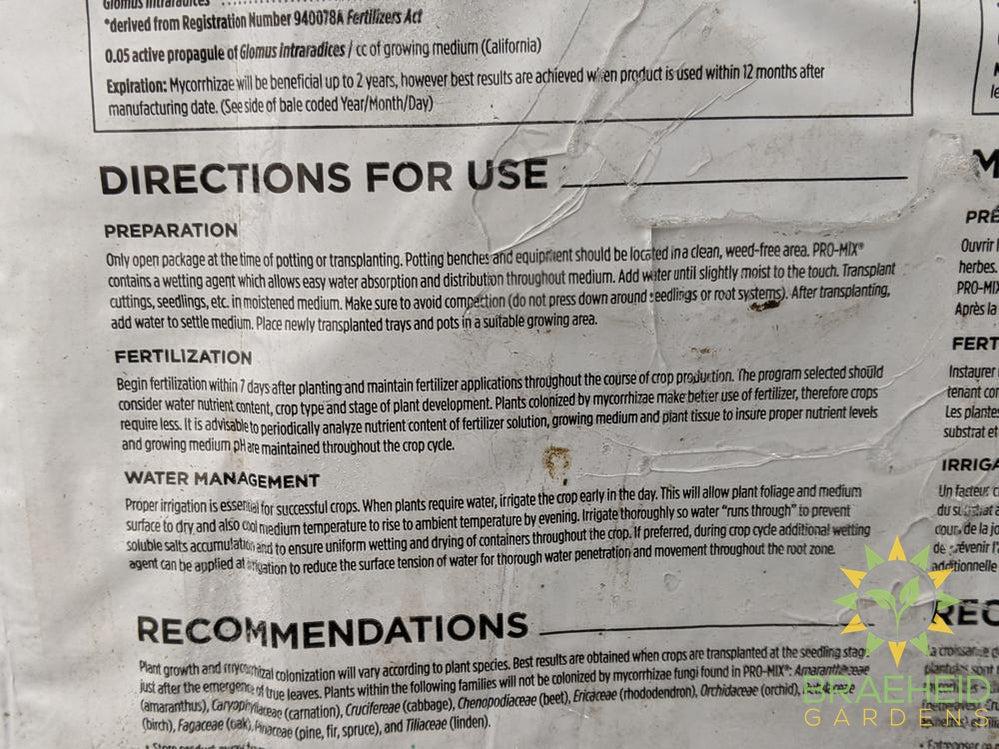 Glomus intraradices
*derived from Registration Number 940078A Fertilizers Act
0.05 active propagule of Glomus intraradices / cc of growing medium (California)
Expiration: Mycorrhizae will be beneficial up to 2 years, however best results are achieved when product is used within 12 months after
manufacturing date. (See side of bale coded Year/Month/Day)
DIRECTIONS FOR USE
PREPARATION
Only open package at the time of potting or transplanting. Potting benches and equipment should be located in a clean, weed-free area. PRO-MIX®
contains a wetting agent which allows easy water absorption and distribution throughout medium. Add water until slightly moist to the touch. Transplant
cuttings, seedlings, etc. in moistened medium. Make sure to avoid compaction (do not press down around seedlings or root systems). After transplanting,
add water to settle medium. Place newly transplanted trays and pots in a suitable growing area.
FERTILIZATION
Begin fertilization within 7 days after planting and maintain fertilizer applications throughout the course of crop production. The program selected should
consider water nutrient content, crop type and stage of plant development. Plants colonized by mycorrhizae make better use of fertilizer, therefore crops
require less. It is advisable to periodically analyze nutrient content of fertilizer solution, growing medium and plant tissue to insure proper nutrient levels
and growing medium pH are maintained throughout the crop cycle.
WATER MANAGEMENT
Proper irrigation is essential for successful crops. When plants require water, irrigate the crop early in the day. This will allow plant foliage and medium
surface to dry and also cool medium temperature to rise to ambient temperature by evening. Irrigate thoroughly so water "runs through" to prevent
soluble salts accumulation and to ensure uniform wetting and drying of containers throughout the crop. If preferred, during crop cycle additional wetting
agent can be applied at irrigation to reduce the surface tension of water for thorough water penetration and movement throughout the root zone.
RECOMMENDATIONS
Plant growth and mycorrhizal colonization will vary according to plant species. Best results are obtained when crops are transplanted at the seedling stag
just after the emergence of true leaves. Plants within the following families will not be colonized by mycorrhizae fungi found in PRO-MIX®: Amaranthaceae
(amaranthus), Caryophyllaceae (carnation), Crucifereae (cabbage), Chenopodiaceae (beet), Ericaceae (rhododendron), Orchidaceae (orchid),
(birch), Fagaceae (oak), Pinaceae (pine, fir, spruce), and Tiliaceae (linden).
M
PRÉ
Ouvrir
herbes.
PRO-MIX
Après la
FERT
Instaurer
tenant co
Les plante
substrat et
IRRIGA
Un facteur c
du substrat a
cour de la jo
de prévenir l'
additionnelle
REC
La croissance
BRAEHEID
GARDENS